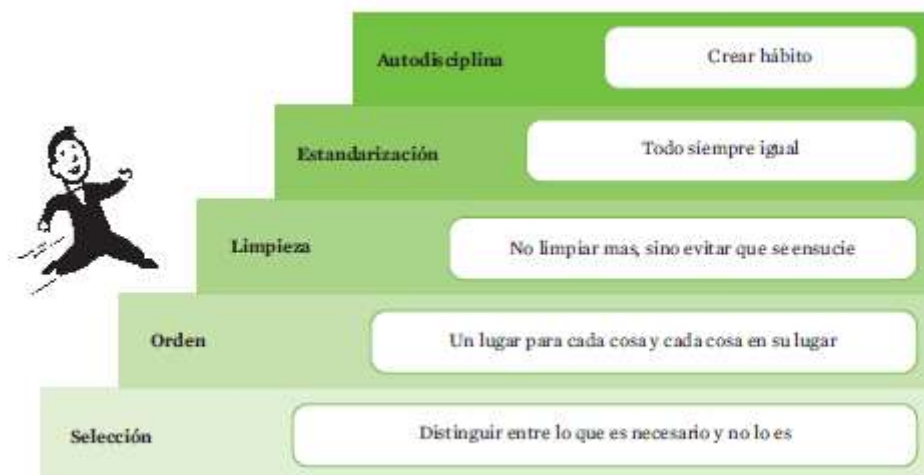 Autodisciplina
Crear hábito
Estandarización
Todo siempre igual
Limpieza
No limpiar mas, sino evitar que se ensucie
Orden
Un lugar para cada cosa y cada cosa en su lugar
Selección
Distinguir entre lo que es necesario y no lo es